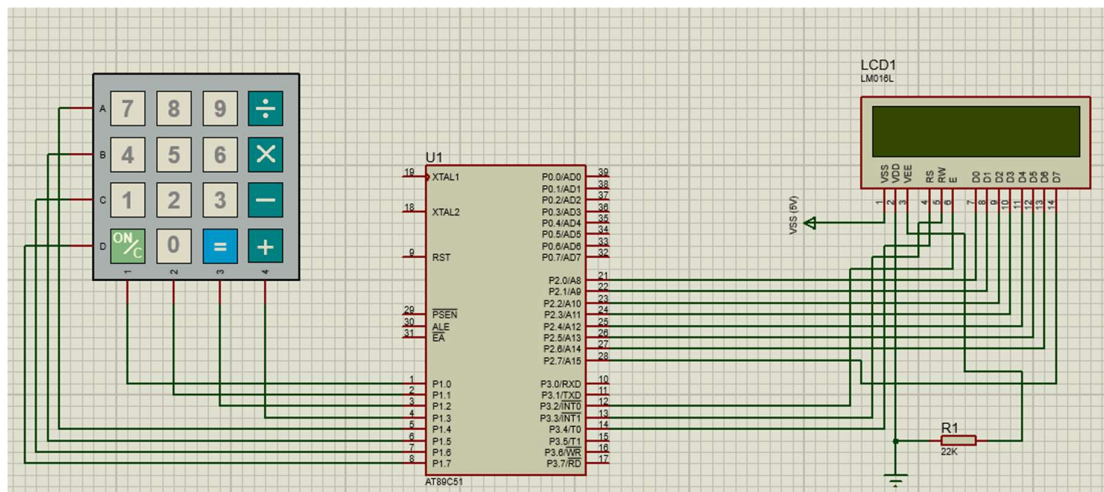 LCD1
LM016L
VSS VDD VEE RS RW E D0 D1 D2 D3 D4 D5 D6 D7
1 2 3 4 5 6 7 8 9 10 11 12 13 14
VSS (5V)
A 7 8 9 ÷
B 4 5 6 ×
C 1 2 3 −
D ON/C 0 = +
1 2 3 4
U1
19 XTAL1 P0.0/AD0 39
P0.1/AD1 38
P0.2/AD2 37
18 XTAL2 P0.3/AD3 36
P0.4/AD4 35
P0.5/AD5 34
P0.6/AD6 33
9 RST P0.7/AD7 32
P2.0/A8 21
P2.1/A9 22
P2.2/A10 23
29 PSEN P2.3/A11 24
30 ALE P2.4/A12 25
31 EA P2.5/A13 26
P2.6/A14 27
P2.7/A15 28
1 P1.0 P3.0/RXD 10
2 P1.1 P3.1/TXD 11
3 P1.2 P3.2/INT0 12
4 P1.3 P3.3/INT1 13
5 P1.4 P3.4/T0 14
6 P1.5 P3.5/T1 15
7 P1.6 P3.6/WR 16
8 P1.7 P3.7/RD 17
AT89C51
R1
22K